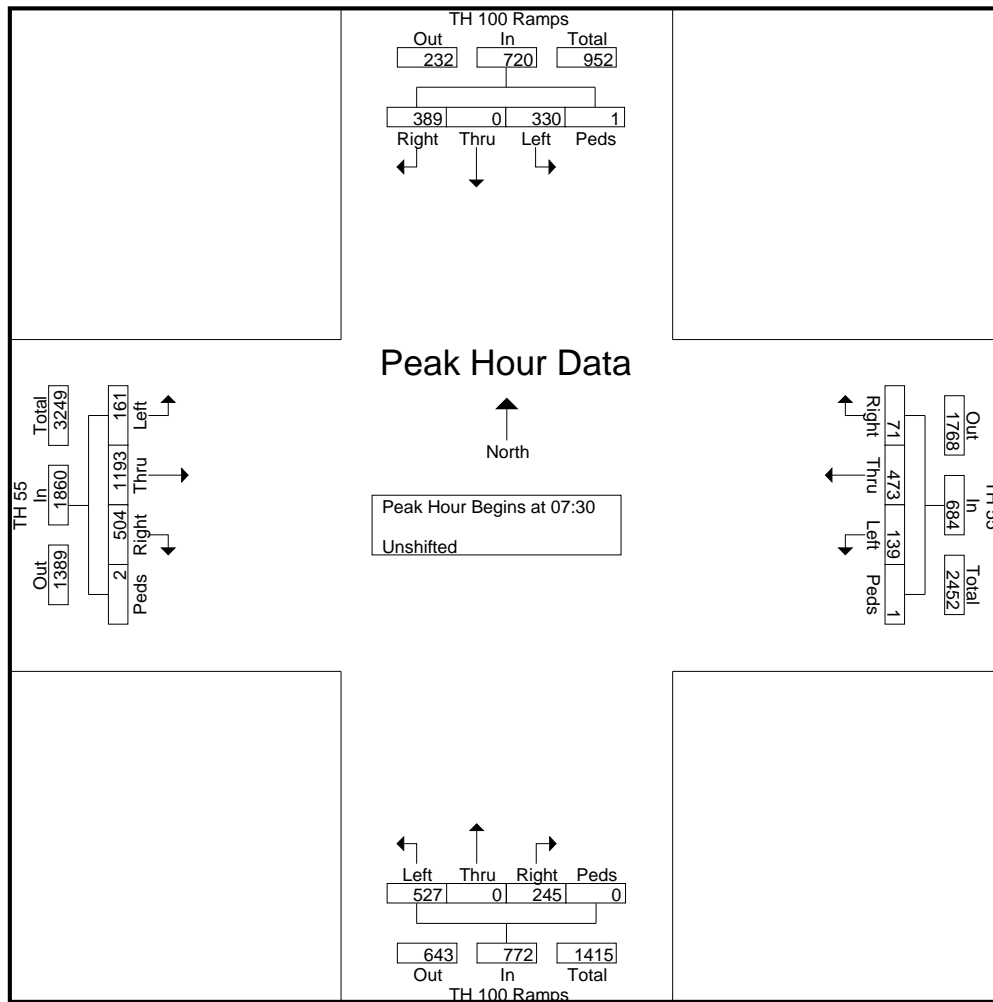 TH 100 Ramps
Out In Total
232 720 952
389 0 330 1
Right Thru Left Peds
Peak Hour Data
North
Peak Hour Begins at 07:30
Unshifted
TH 55
Total In Out
3249 1860 1389
161 1193 504 2
Left Thru Right Peds
Right Thru Left Peds
71 473 139 1
Out In Total
1768 684 2452
TH 55
Left Thru Right Peds
527 0 245 0
643 772 1415
Out In Total
TH 100 Ramps